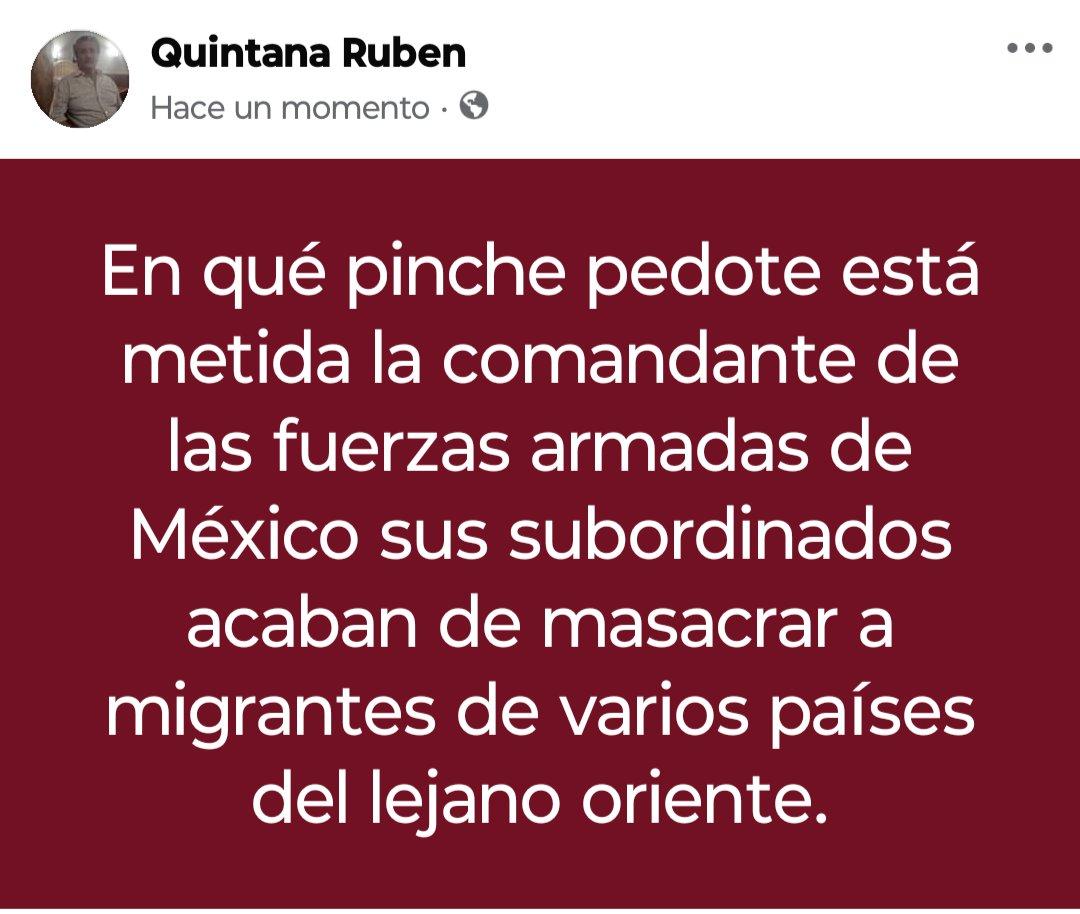 Quintana Ruben
Hace un momento ·
En qué pinche pedote está
metida la comandante de
las fuerzas armadas de
México sus subordinados
acaban de masacrar a
migrantes de varios países
del lejano oriente.